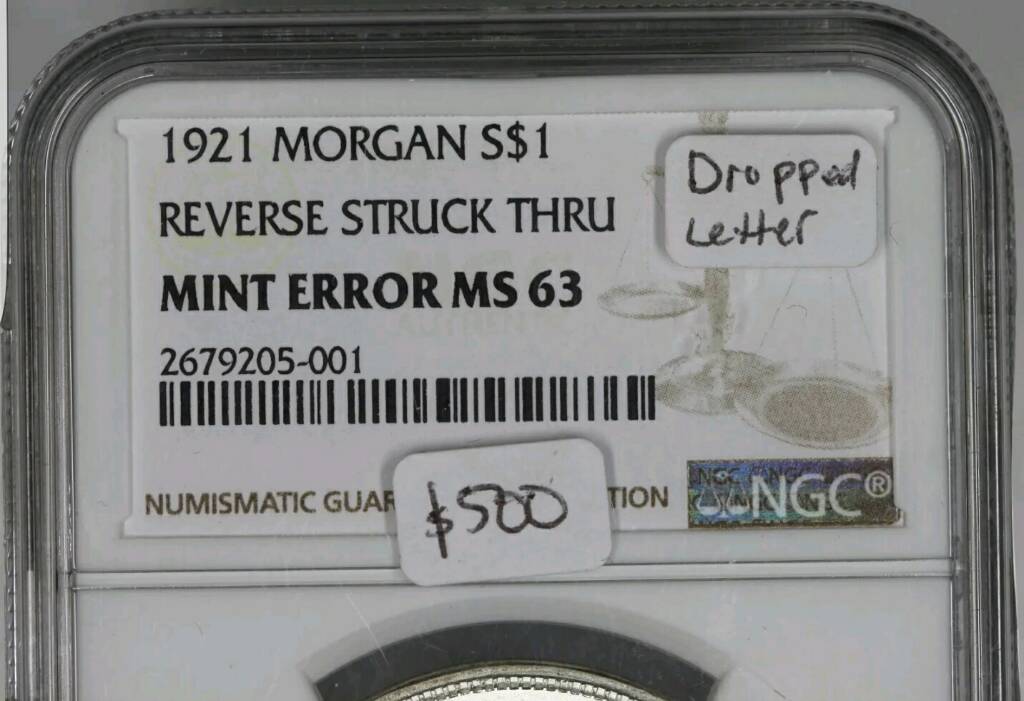 1921 MORGAN S$1
REVERSE STRUCK THRU
MINT ERROR MS 63
2679205-001
Dropped
Letter
NUMISMATIC GUAR
$500
TION
NGC®